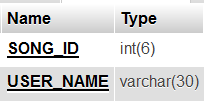 Name Type
SONG_ID int(6)
USER_NAME varchar(30)